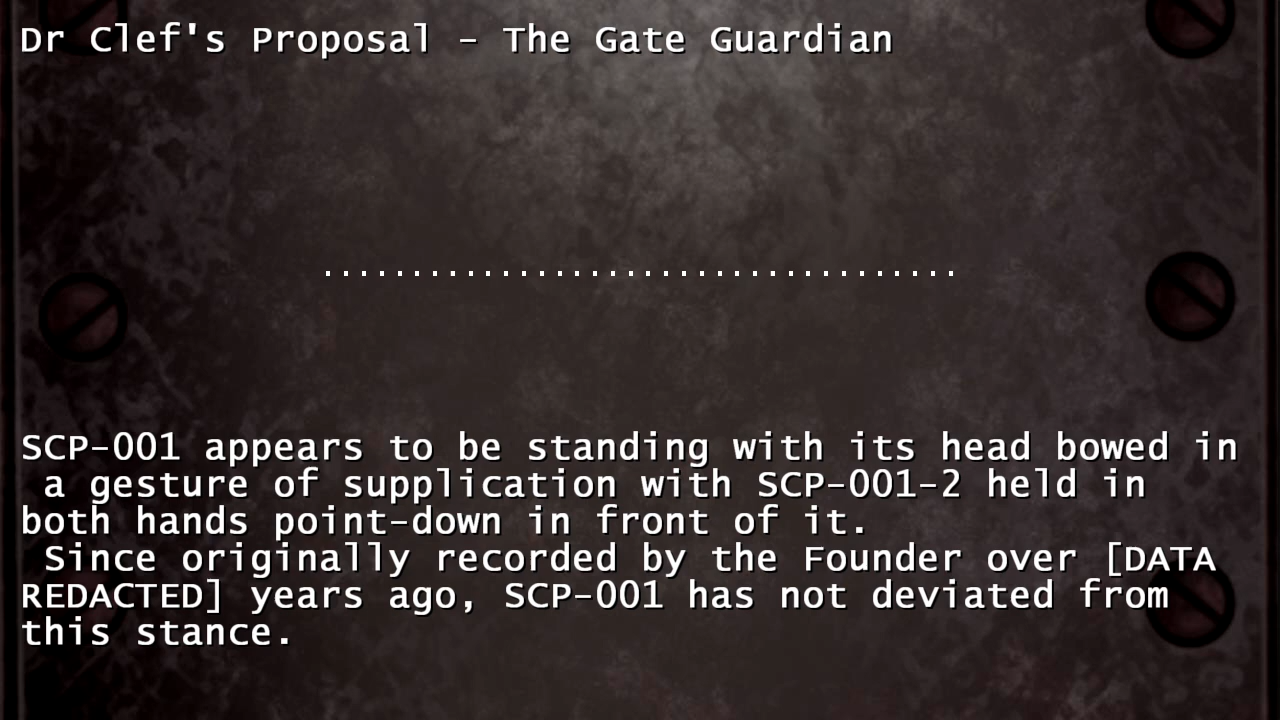 Dr Clef's Proposal - The Gate Guardian
....................................
SCP-001 appears to be standing with its head bowed in
a gesture of supplication with SCP-001-2 held in
both hands point-down in front of it.
Since originally recorded by the Founder over [DATA
REDACTED] years ago, SCP-001 has not deviated from
this stance.